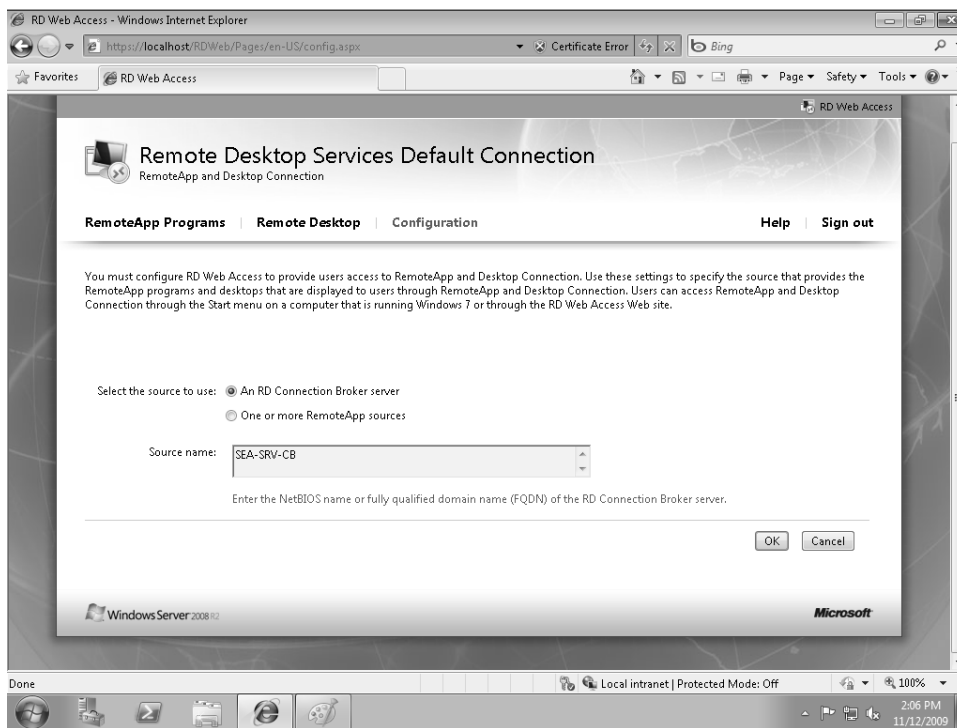 RD Web Access - Windows Internet Explorer
https://localhost/RDWeb/Pages/en-US/config.aspx
Certificate Error
Bing
Favorites
RD Web Access
Page
Safety
Tools
RD Web Access
Remote Desktop Services Default Connection
RemoteApp and Desktop Connection
RemoteApp Programs | Remote Desktop | Configuration
Help | Sign out
You must configure RD Web Access to provide users access to RemoteApp and Desktop Connection. Use these settings to specify the source that provides the
RemoteApp programs and desktops that are displayed to users through RemoteApp and Desktop Connection. Users can access RemoteApp and Desktop
Connection through the Start menu on a computer that is running Windows 7 or through the RD Web Access Web site.
Select the source to use: An RD Connection Broker server
One or more RemoteApp sources
Source name: SEA-SRV-CB
Enter the NetBIOS name or fully qualified domain name (FQDN) of the RD Connection Broker server.
OK Cancel
Windows Server 2008 R2
Microsoft
Done
Local intranet | Protected Mode: Off
100%
2:06 PM
11/12/2009